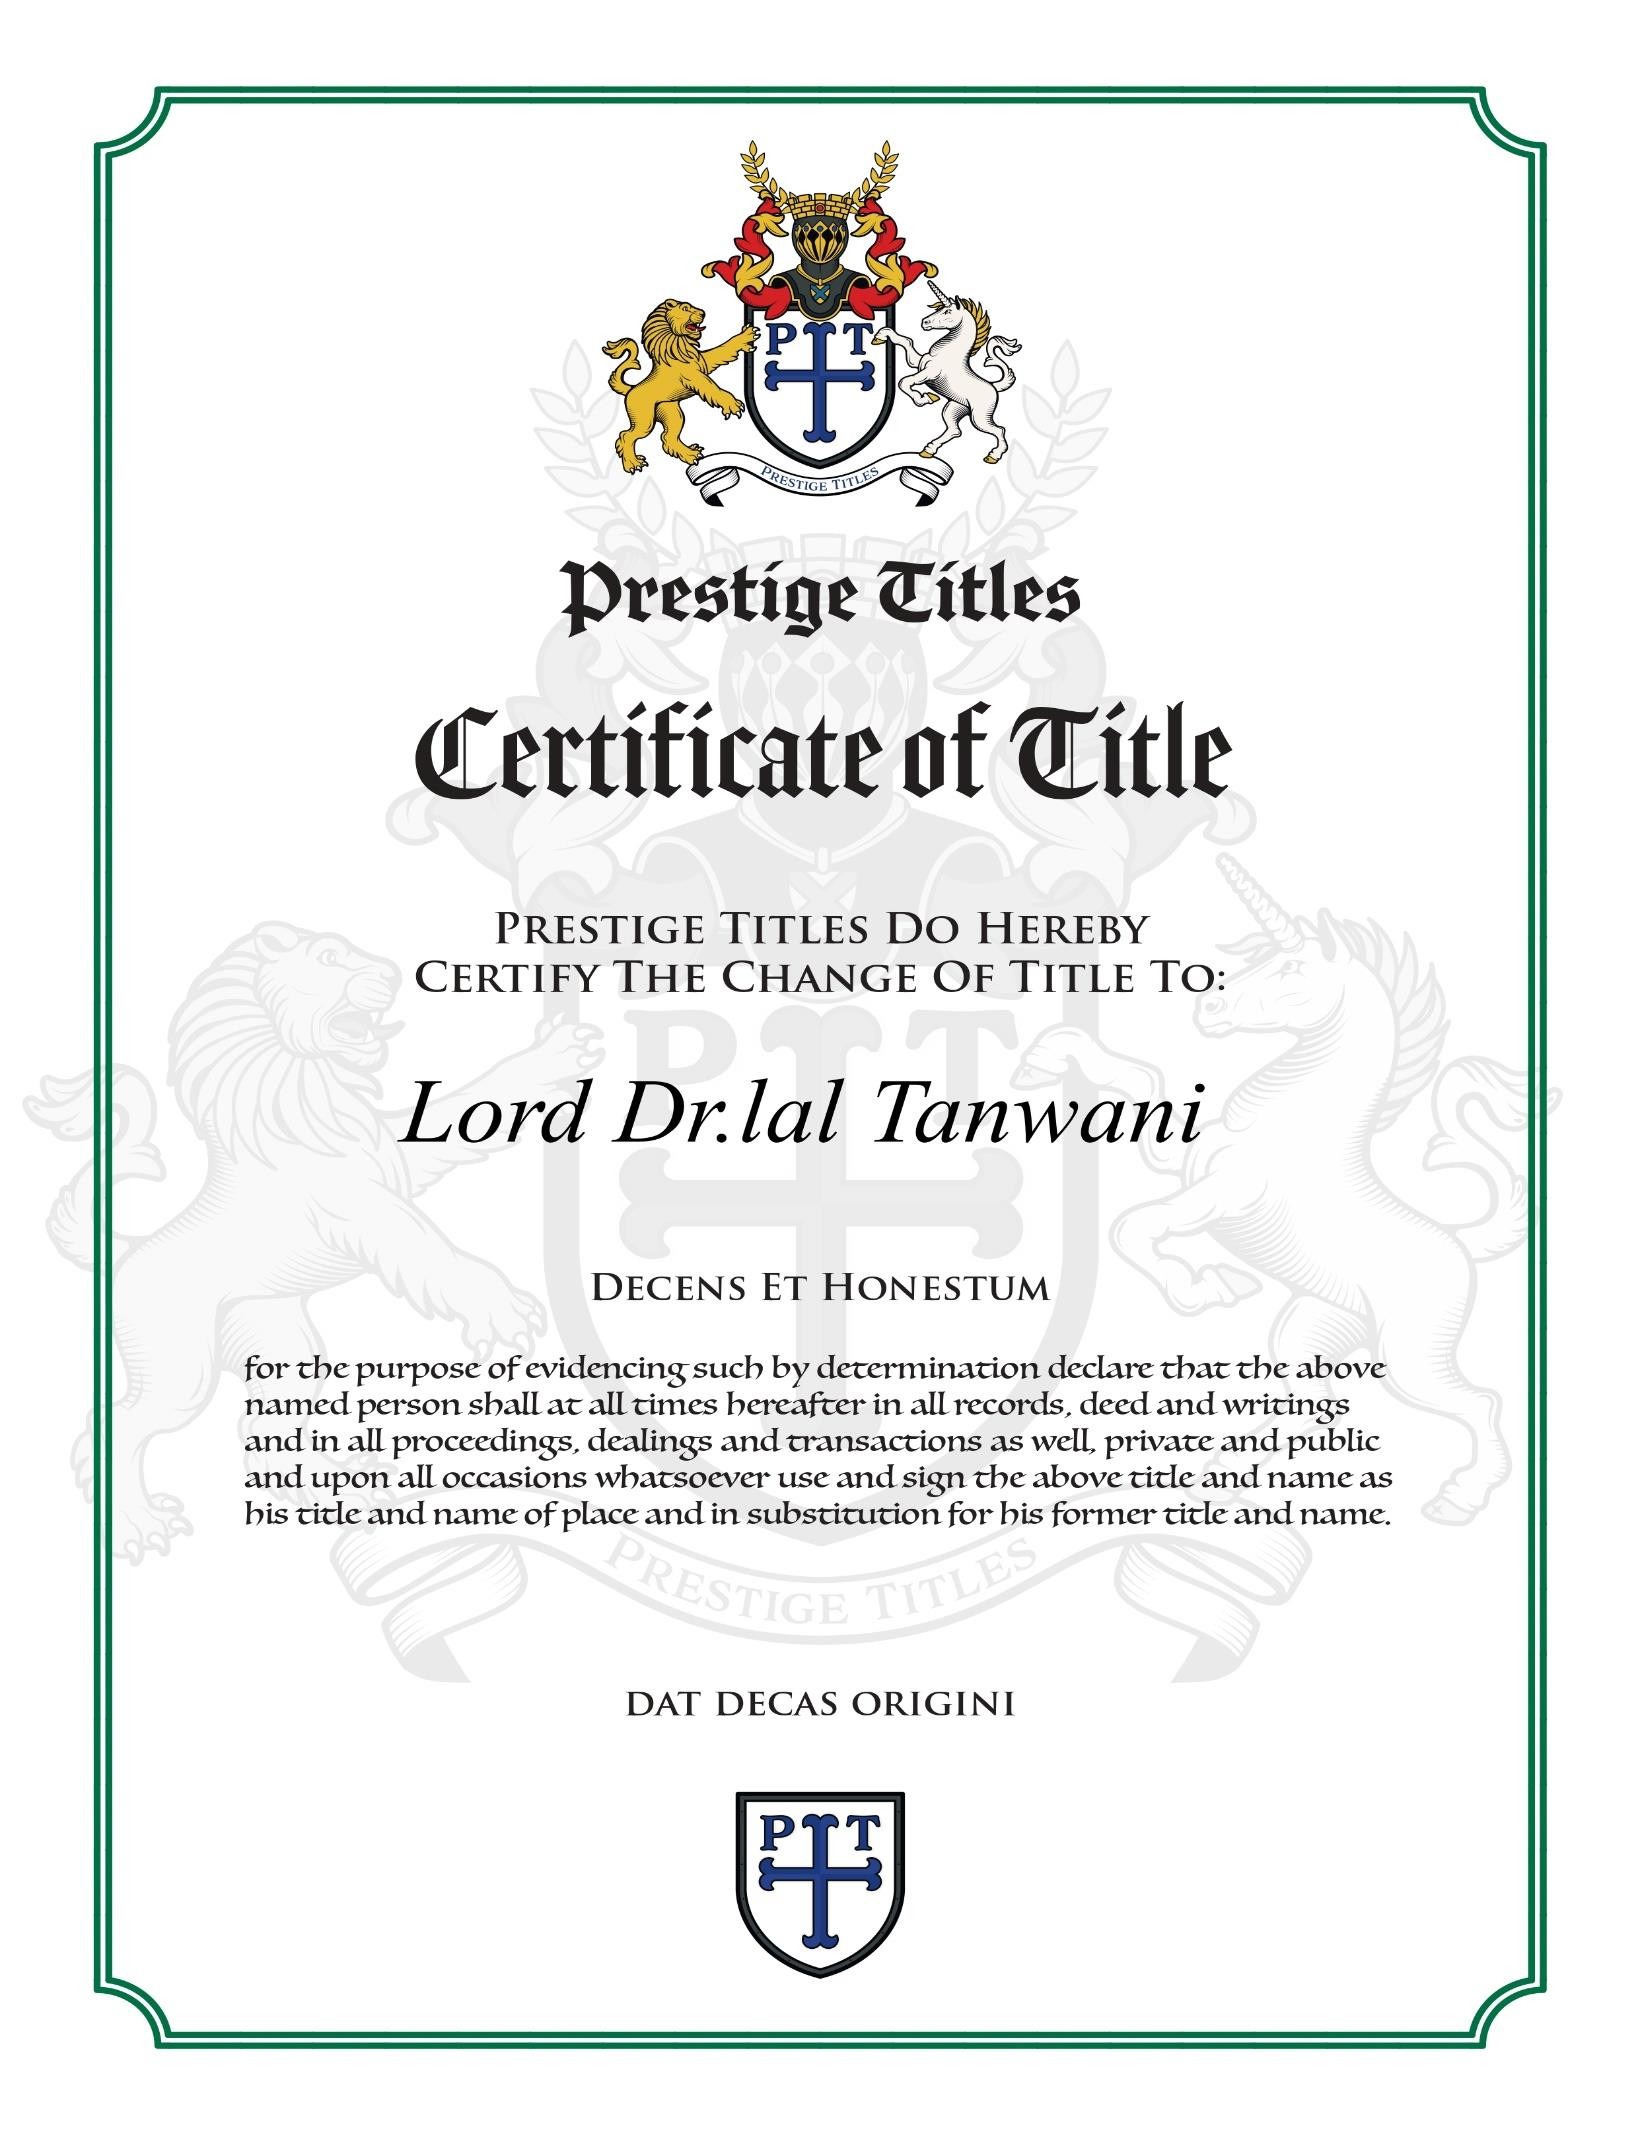 P T
PRESTIGE TITLES
Prestige Titles
Certificate of Title
PRESTIGE TITLES DO HEREBY
CERTIFY THE CHANGE OF TITLE TO:
P T
Lord Dr.lal Tanwani
DECENS ET HONESTUM
for the purpose of evidencing such by determination declare that the above
named person shall at all times hereafter in all records, deed and writings
and in all proceedings, dealings and transactions as well, private and public
and upon all occasions whatsoever use and sign the above title and name as
his title and name of place and in substitution for his former title and name.
PRESTIGE TITLES
DAT DECAS ORIGINI
P T